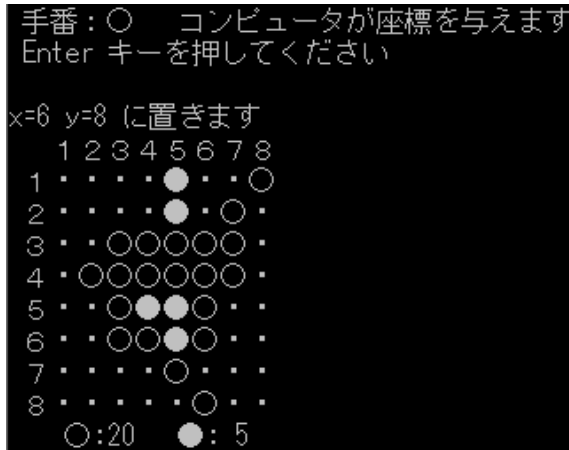 手番:○　コンピュータが座標を与えます
Enter キーを押してください
x=6 y=8 に置きます
１２３４５６７８
１・・・・●・・○
２・・・・●・○・
３・・○○○○○・
４・○○○○○○・
５・・○●●○・・
６・・○○●○・・
７・・・・○・・・
８・・・・・○・・
○:20　●: 5